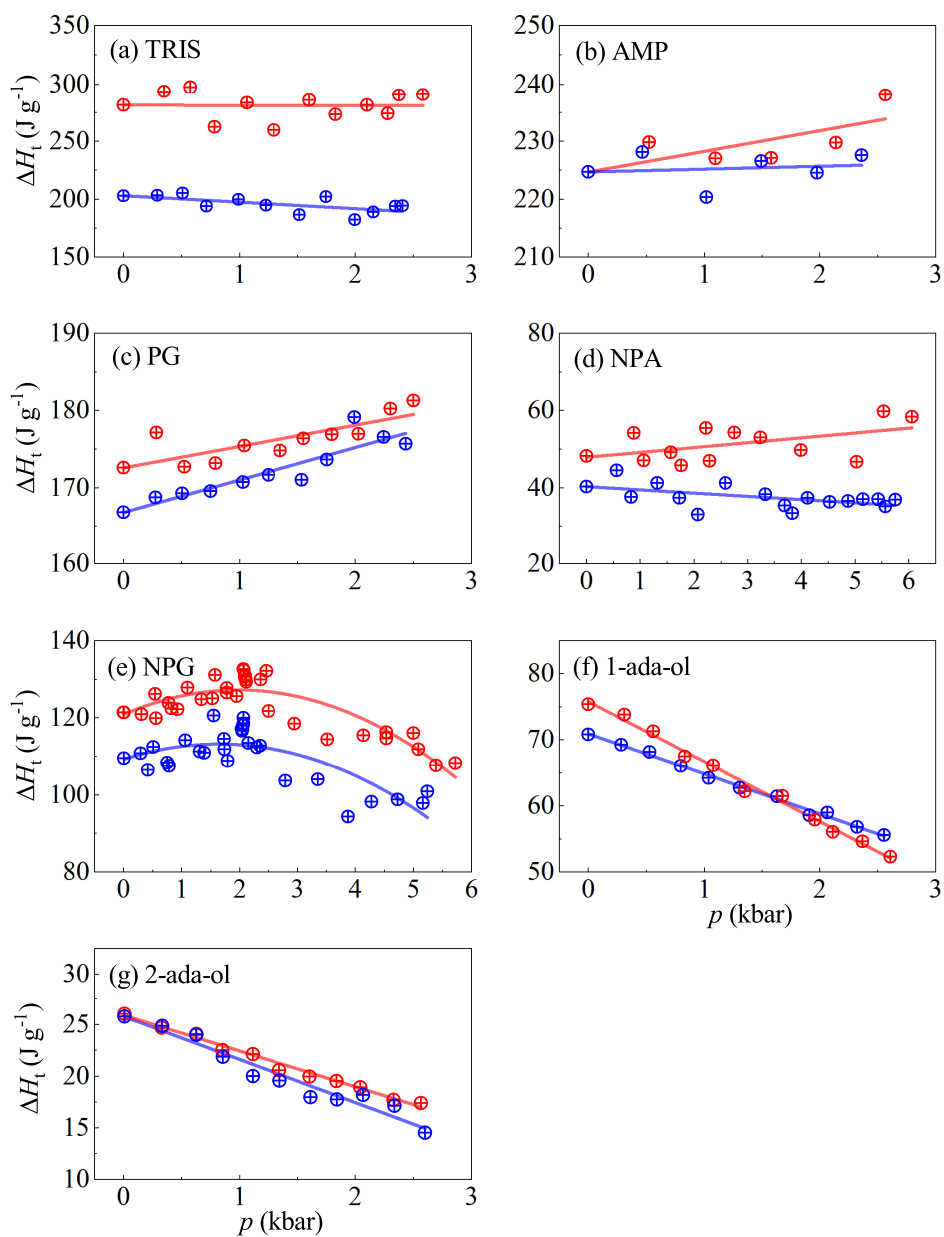 (a) TRIS
350
300
250
200
150
ΔHt (J g-1)
0 1 2 3
(b) AMP
250
240
230
220
210
0 1 2 3
(c) PG
190
180
170
160
ΔHt (J g-1)
0 1 2 3
(d) NPA
80
60
40
20
0 1 2 3 4 5 6
(e) NPG
140
120
100
80
ΔHt (J g-1)
0 1 2 3 4 5 6
(f) 1-ada-ol
80
70
60
50
0 1 2 3
p (kbar)
(g) 2-ada-ol
30
25
20
15
10
ΔHt (J g-1)
0 1 2 3
p (kbar)